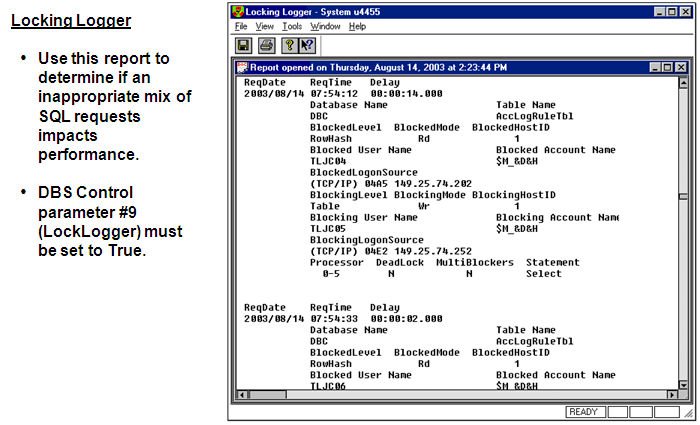 Locking Logger
• Use this report to
determine if an
inappropriate mix of
SQL requests
impacts
performance.
• DBS Control
parameter #9
(LockLogger) must
be set to True.
Locking Logger - System u4455
File View Tools Window Help
Report opened on Thursday, August 14, 2003 at 2:23:44 PM
ReqDate ReqTime Delay
2003/08/14 07:54:12 00:00:14.000
Database Name Table Name
DBC AccLogRuleTbl
BlockedLevel BlockedMode BlockedHostID
RowHash Rd 1
Blocked User Name Blocked Account Name
TLJC04 $M_&D&H
BlockedLogonSource
(TCP/IP) 04A5 149.25.74.202
BlockingLevel BlockingMode BlockingHostID
Table Wr 1
Blocking User Name Blocking Account Name
TLJC05 $M_&D&H
BlockingLogonSource
(TCP/IP) 04E2 149.25.74.252
Processor DeadLock MultiBlockers Statement
0-5 N N Select
ReqDate ReqTime Delay
2003/08/14 07:54:33 00:00:02.000
Database Name Table Name
DBC AccLogRuleTbl
BlockedLevel BlockedMode BlockedHostID
RowHash Rd 1
Blocked User Name Blocked Account Name
TLJC06 $M_&D&H
READY